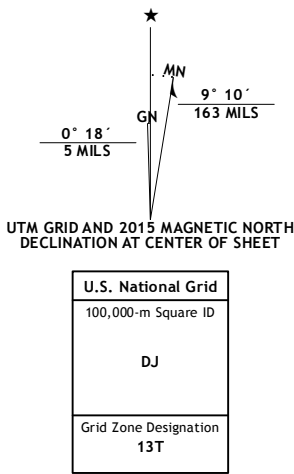 ★
MN
9° 10´
163 MILS
GN
0° 18´
5 MILS
UTM GRID AND 2015 MAGNETIC NORTH
DECLINATION AT CENTER OF SHEET
U.S. National Grid
100,000-m Square ID
DJ
Grid Zone Designation
13T